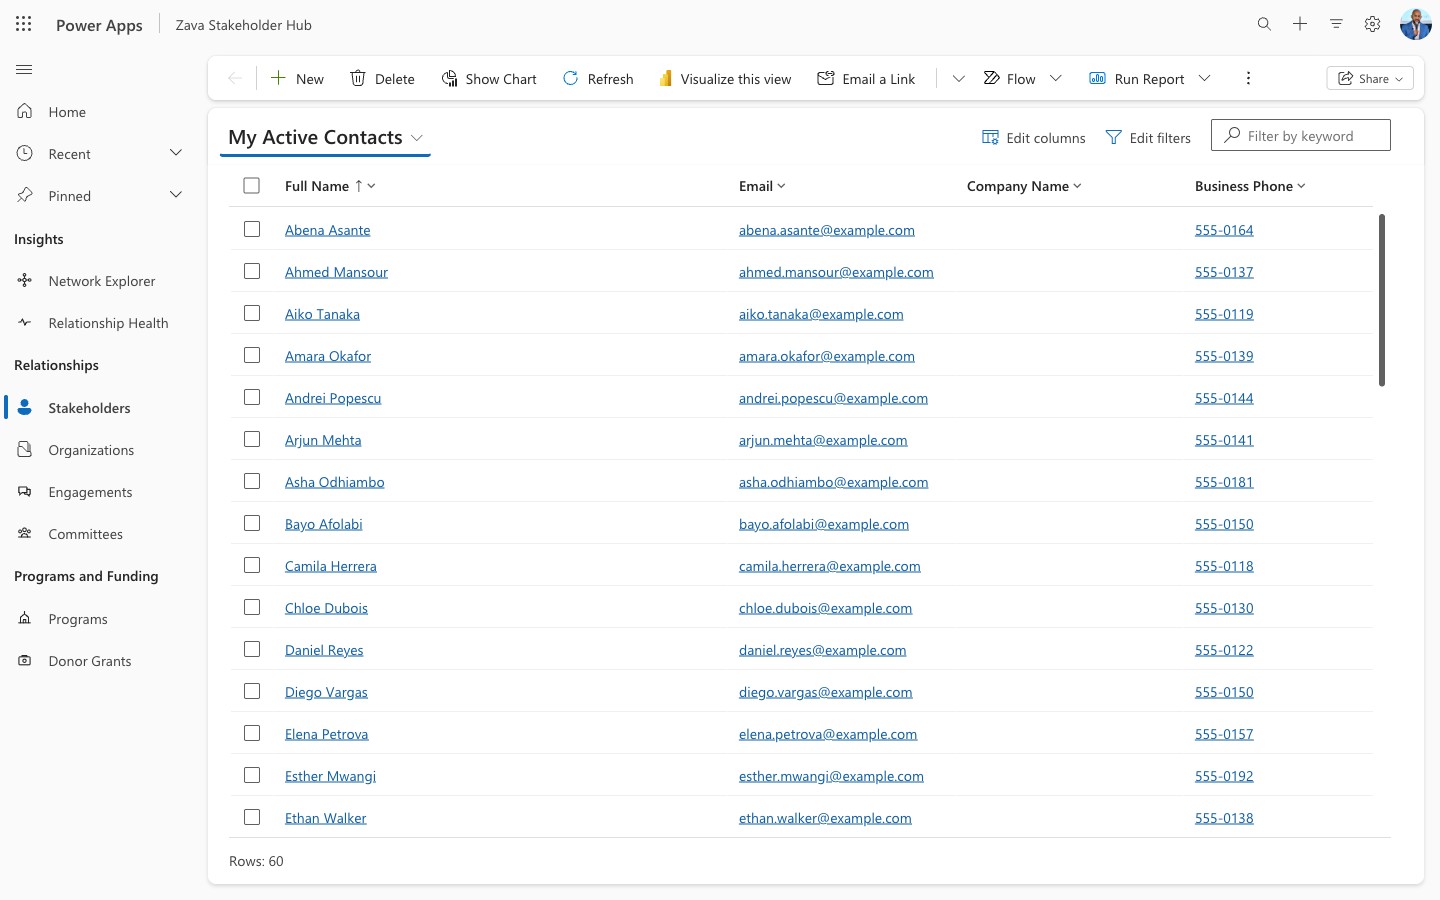 Power Apps
Zava Stakeholder Hub
Home
Recent
Pinned
Insights
Network Explorer
Relationship Health
Relationships
Stakeholders
Organizations
Engagements
Committees
Programs and Funding
Programs
Donor Grants
New Delete Show Chart Refresh Visualize this view Email a Link Flow Run Report Share
My Active Contacts
Edit columns Edit filters Filter by keyword
Full Name Email Company Name Business Phone
Abena Asante abena.asante@example.com 555-0164
Ahmed Mansour ahmed.mansour@example.com 555-0137
Aiko Tanaka aiko.tanaka@example.com 555-0119
Amara Okafor amara.okafor@example.com 555-0139
Andrei Popescu andrei.popescu@example.com 555-0144
Arjun Mehta arjun.mehta@example.com 555-0141
Asha Odhiambo asha.odhiambo@example.com 555-0181
Bayo Afolabi bayo.afolabi@example.com 555-0150
Camila Herrera camila.herrera@example.com 555-0118
Chloe Dubois chloe.dubois@example.com 555-0130
Daniel Reyes daniel.reyes@example.com 555-0122
Diego Vargas diego.vargas@example.com 555-0150
Elena Petrova elena.petrova@example.com 555-0157
Esther Mwangi esther.mwangi@example.com 555-0192
Ethan Walker ethan.walker@example.com 555-0138
Rows: 60